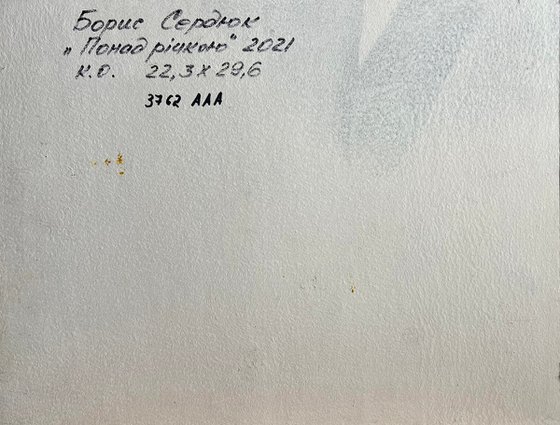 Борис Сердюк
„Понад річкою" 2021
К.О. 22,3 х 29,6
3762 ААА